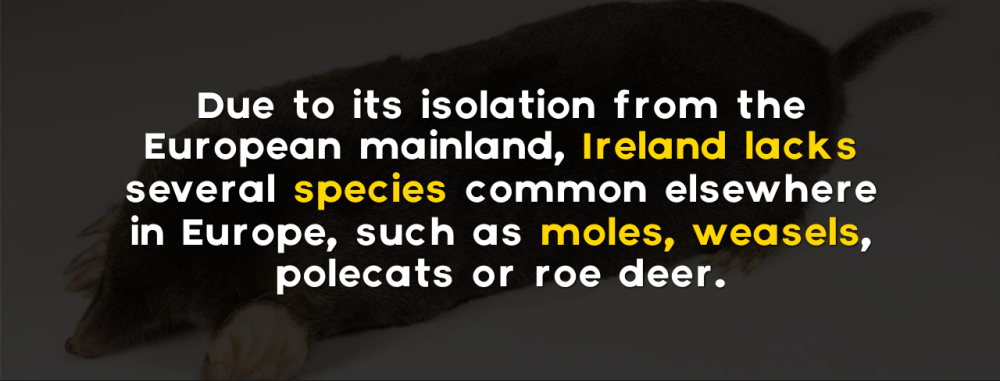 Due to its isolation from the
European mainland, Ireland lacks
several species common elsewhere
in Europe, such as moles, weasels,
polecats or roe deer.